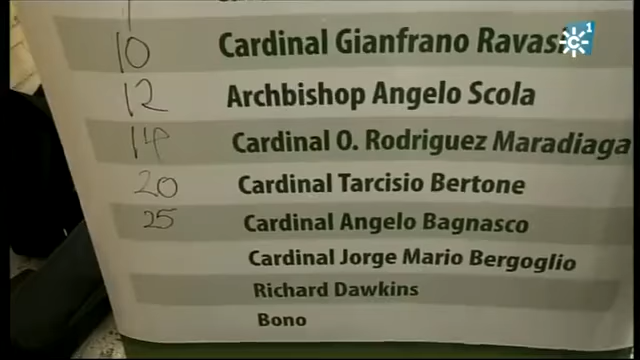 10 Cardinal Gianfrano Ravasi
12 Archbishop Angelo Scola
14 Cardinal O. Rodriguez Maradiaga
20 Cardinal Tarcisio Bertone
25 Cardinal Angelo Bagnasco
Cardinal Jorge Mario Bergoglio
Richard Dawkins
Bono